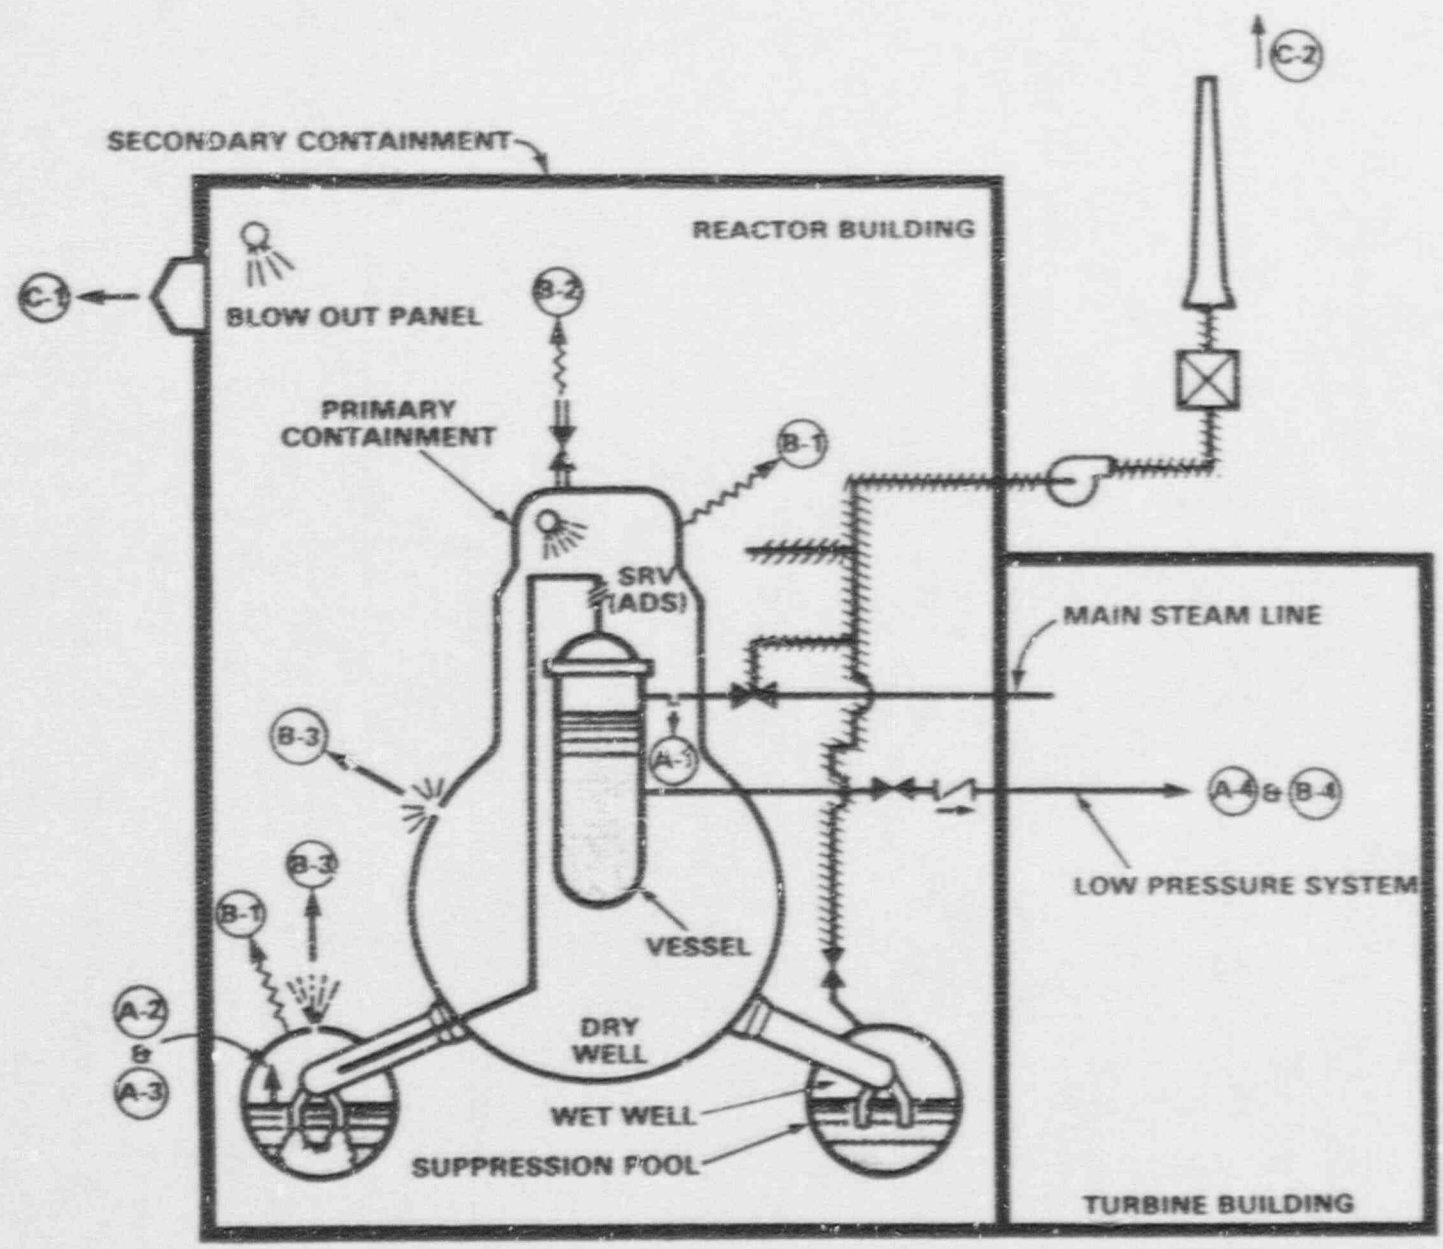 C-2
SECONDARY CONTAINMENT
REACTOR BUILDING
C-1
B-2
BLOW OUT PANEL
PRIMARY
CONTAINMENT
B-1
SRV
(ADS)
MAIN STEAM LINE
B-3
A-1
A-4 & B-4
B-3
LOW PRESSURE SYSTEM
B-1
VESSEL
A-2
&
A-3
DRY
WELL
WET WELL
SUPPRESSION POOL
TURBINE BUILDING